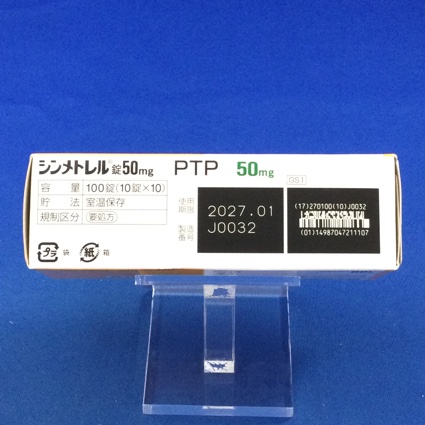 シンメトレル®錠50mg PTP 50mg
容量 100錠(10錠×10)
貯法 室温保存
規制区分 要処方
プラ 袋 紙 箱
使用期限 2027.01
製造番号 J0032
GS1
(17)270100(10)J0032
(01)14987047211107